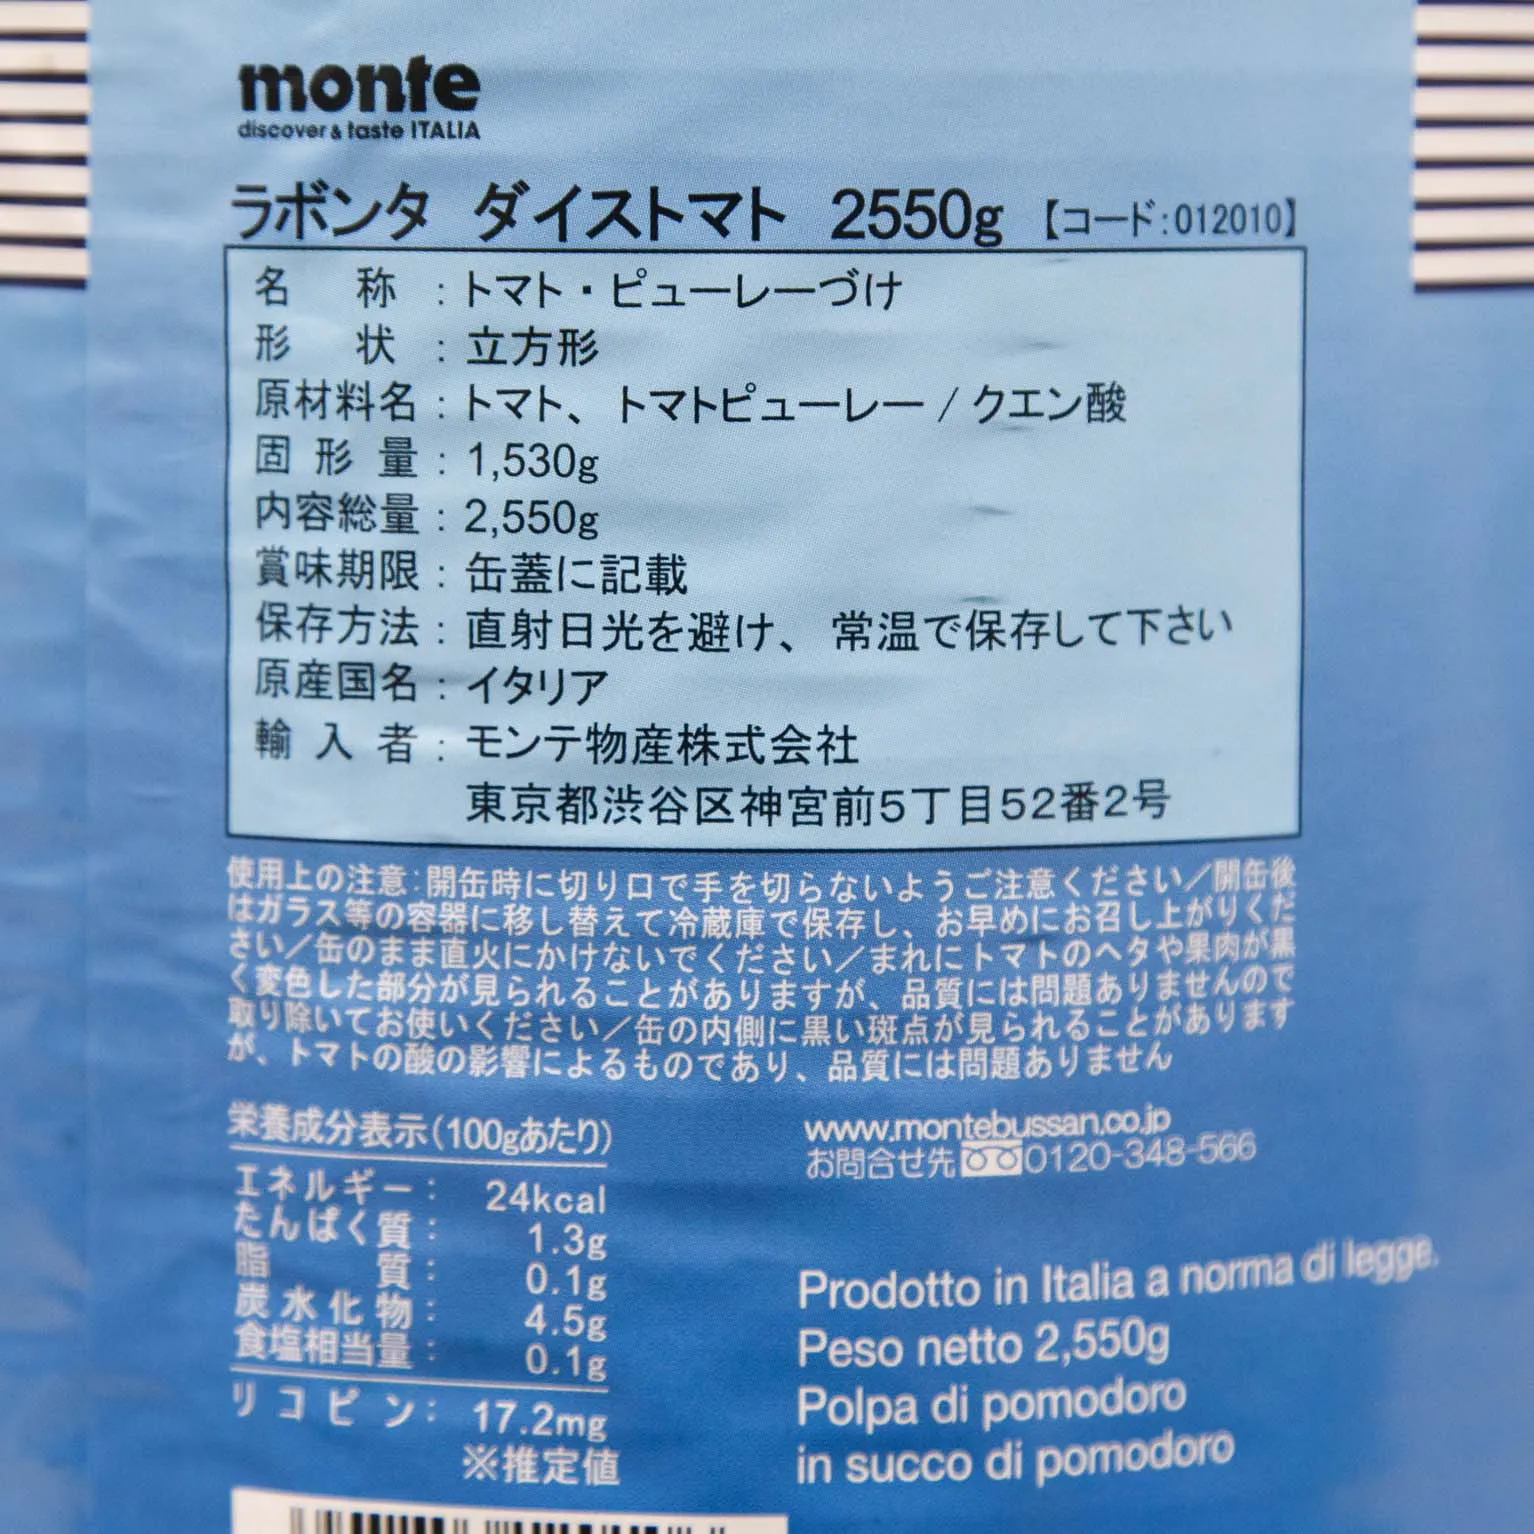 monte
discover & taste ITALIA
ラボンタ ダイストマト 2550g 【コード:012010】
名称 : トマト・ピューレーづけ
形状 : 立方形
原材料名 : トマト、トマトピューレー / クエン酸
固形量 : 1,530g
内容総量 : 2,550g
賞味期限 : 缶蓋に記載
保存方法 : 直射日光を避け、常温で保存して下さい
原産国名 : イタリア
輸入者 : モンテ物産株式会社
東京都渋谷区神宮前5丁目52番2号
使用上の注意:開缶時に切り口で手を切らないようご注意ください/開缶後
はガラス等の容器に移し替えて冷蔵庫で保存し、お早めにお召し上がりくだ
さい/缶のまま直火にかけないでください/まれにトマトのヘタや果肉が黒
く変色した部分が見られることがありますが、品質には問題ありませんので
取り除いてお使いください/缶の内側に黒い斑点が見られることがあります
が、トマトの酸の影響によるものであり、品質には問題ありません
栄養成分表示(100gあたり)
エネルギー: 24kcal
たんぱく質: 1.3g
脂質: 0.1g
炭水化物: 4.5g
食塩相当量: 0.1g
リコピン: 17.2mg
※推定値
www.montebussan.co.jp
お問合せ先 0120-348-566
Prodotto in Italia a norma di legge.
Peso netto 2,550g
Polpa di pomodoro
in succo di pomodoro